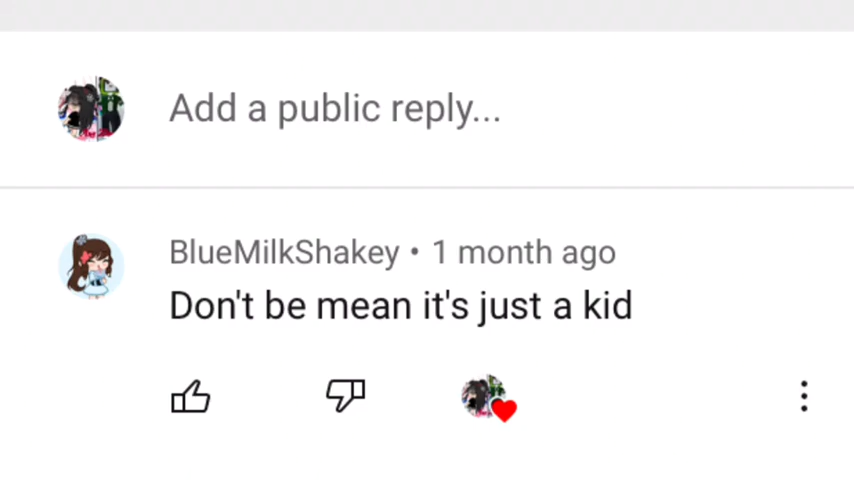 Add a public reply...
BlueMilkShakey • 1 month ago
Don't be mean it's just a kid